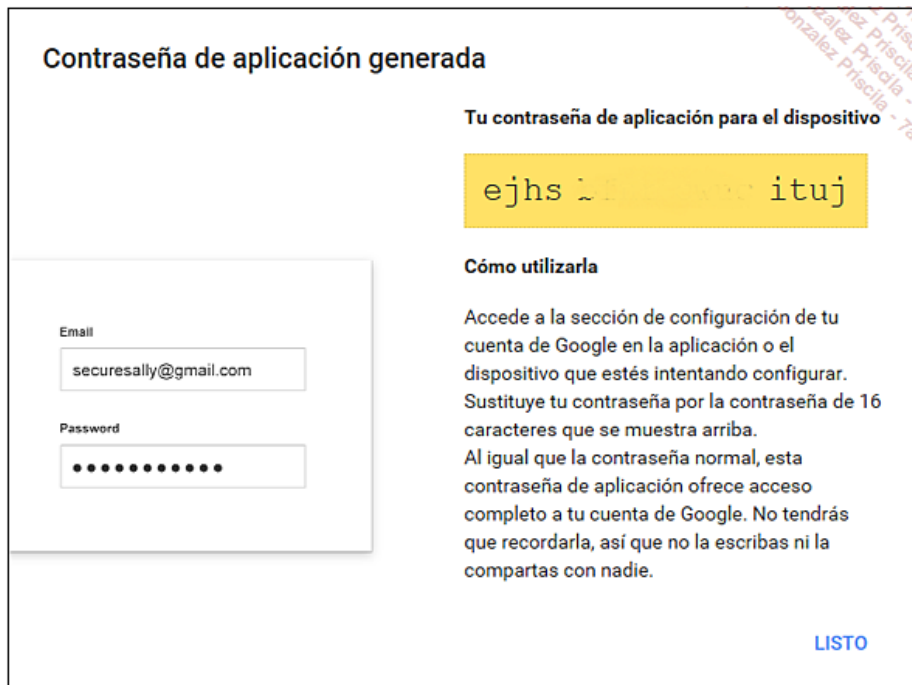 Contraseña de aplicación generada
Tu contraseña de aplicación para el dispositivo
ejhs ituj
Cómo utilizarla
Email
securesally@gmail.com
Password
Accede a la sección de configuración de tu
cuenta de Google en la aplicación o el
dispositivo que estés intentando configurar.
Sustituye tu contraseña por la contraseña de 16
caracteres que se muestra arriba.
Al igual que la contraseña normal, esta
contraseña de aplicación ofrece acceso
completo a tu cuenta de Google. No tendrás
que recordarla, así que no la escribas ni la
compartas con nadie.
LISTO